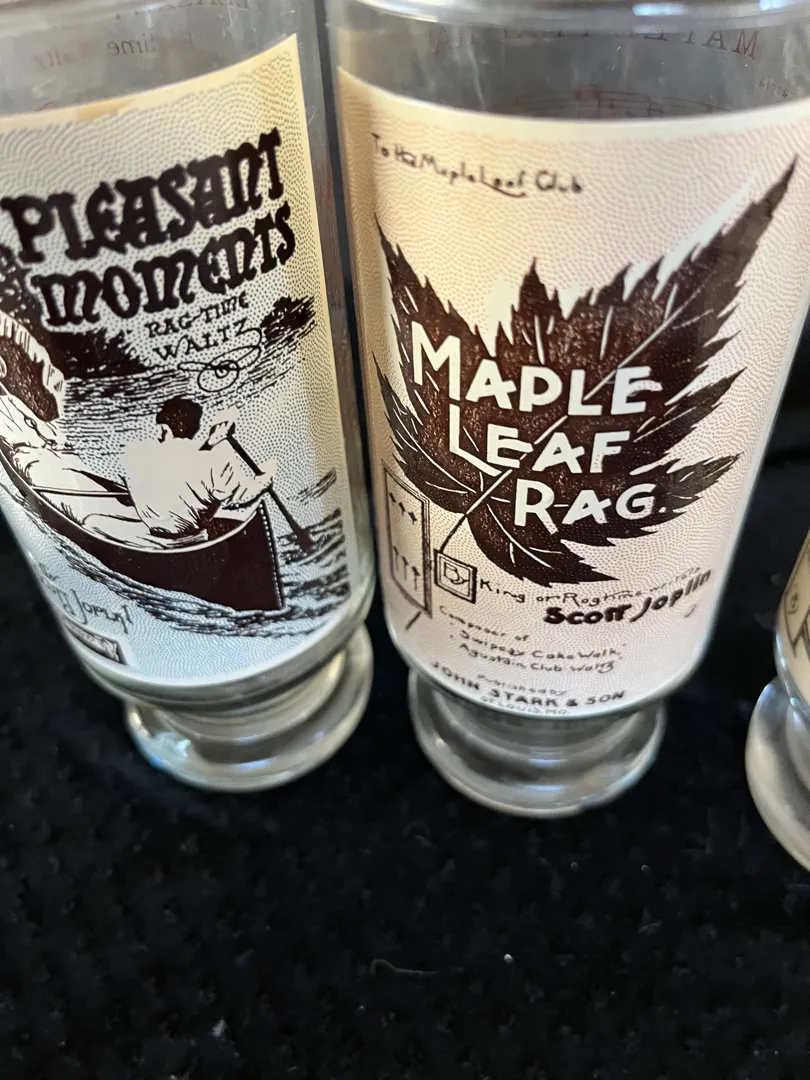 PLEASANT
MOMENTS
RAG-TIME
WALTZ
To the Maple Leaf Club
MAPLE
LEAF
RAG.
King of Ragtime Writers
Scott Joplin
Composer of
"Swipesy Cake Walk,"
"Agustain Club Waltz"
Published by
JOHN STARK & SON
ST LOUIS. MO.